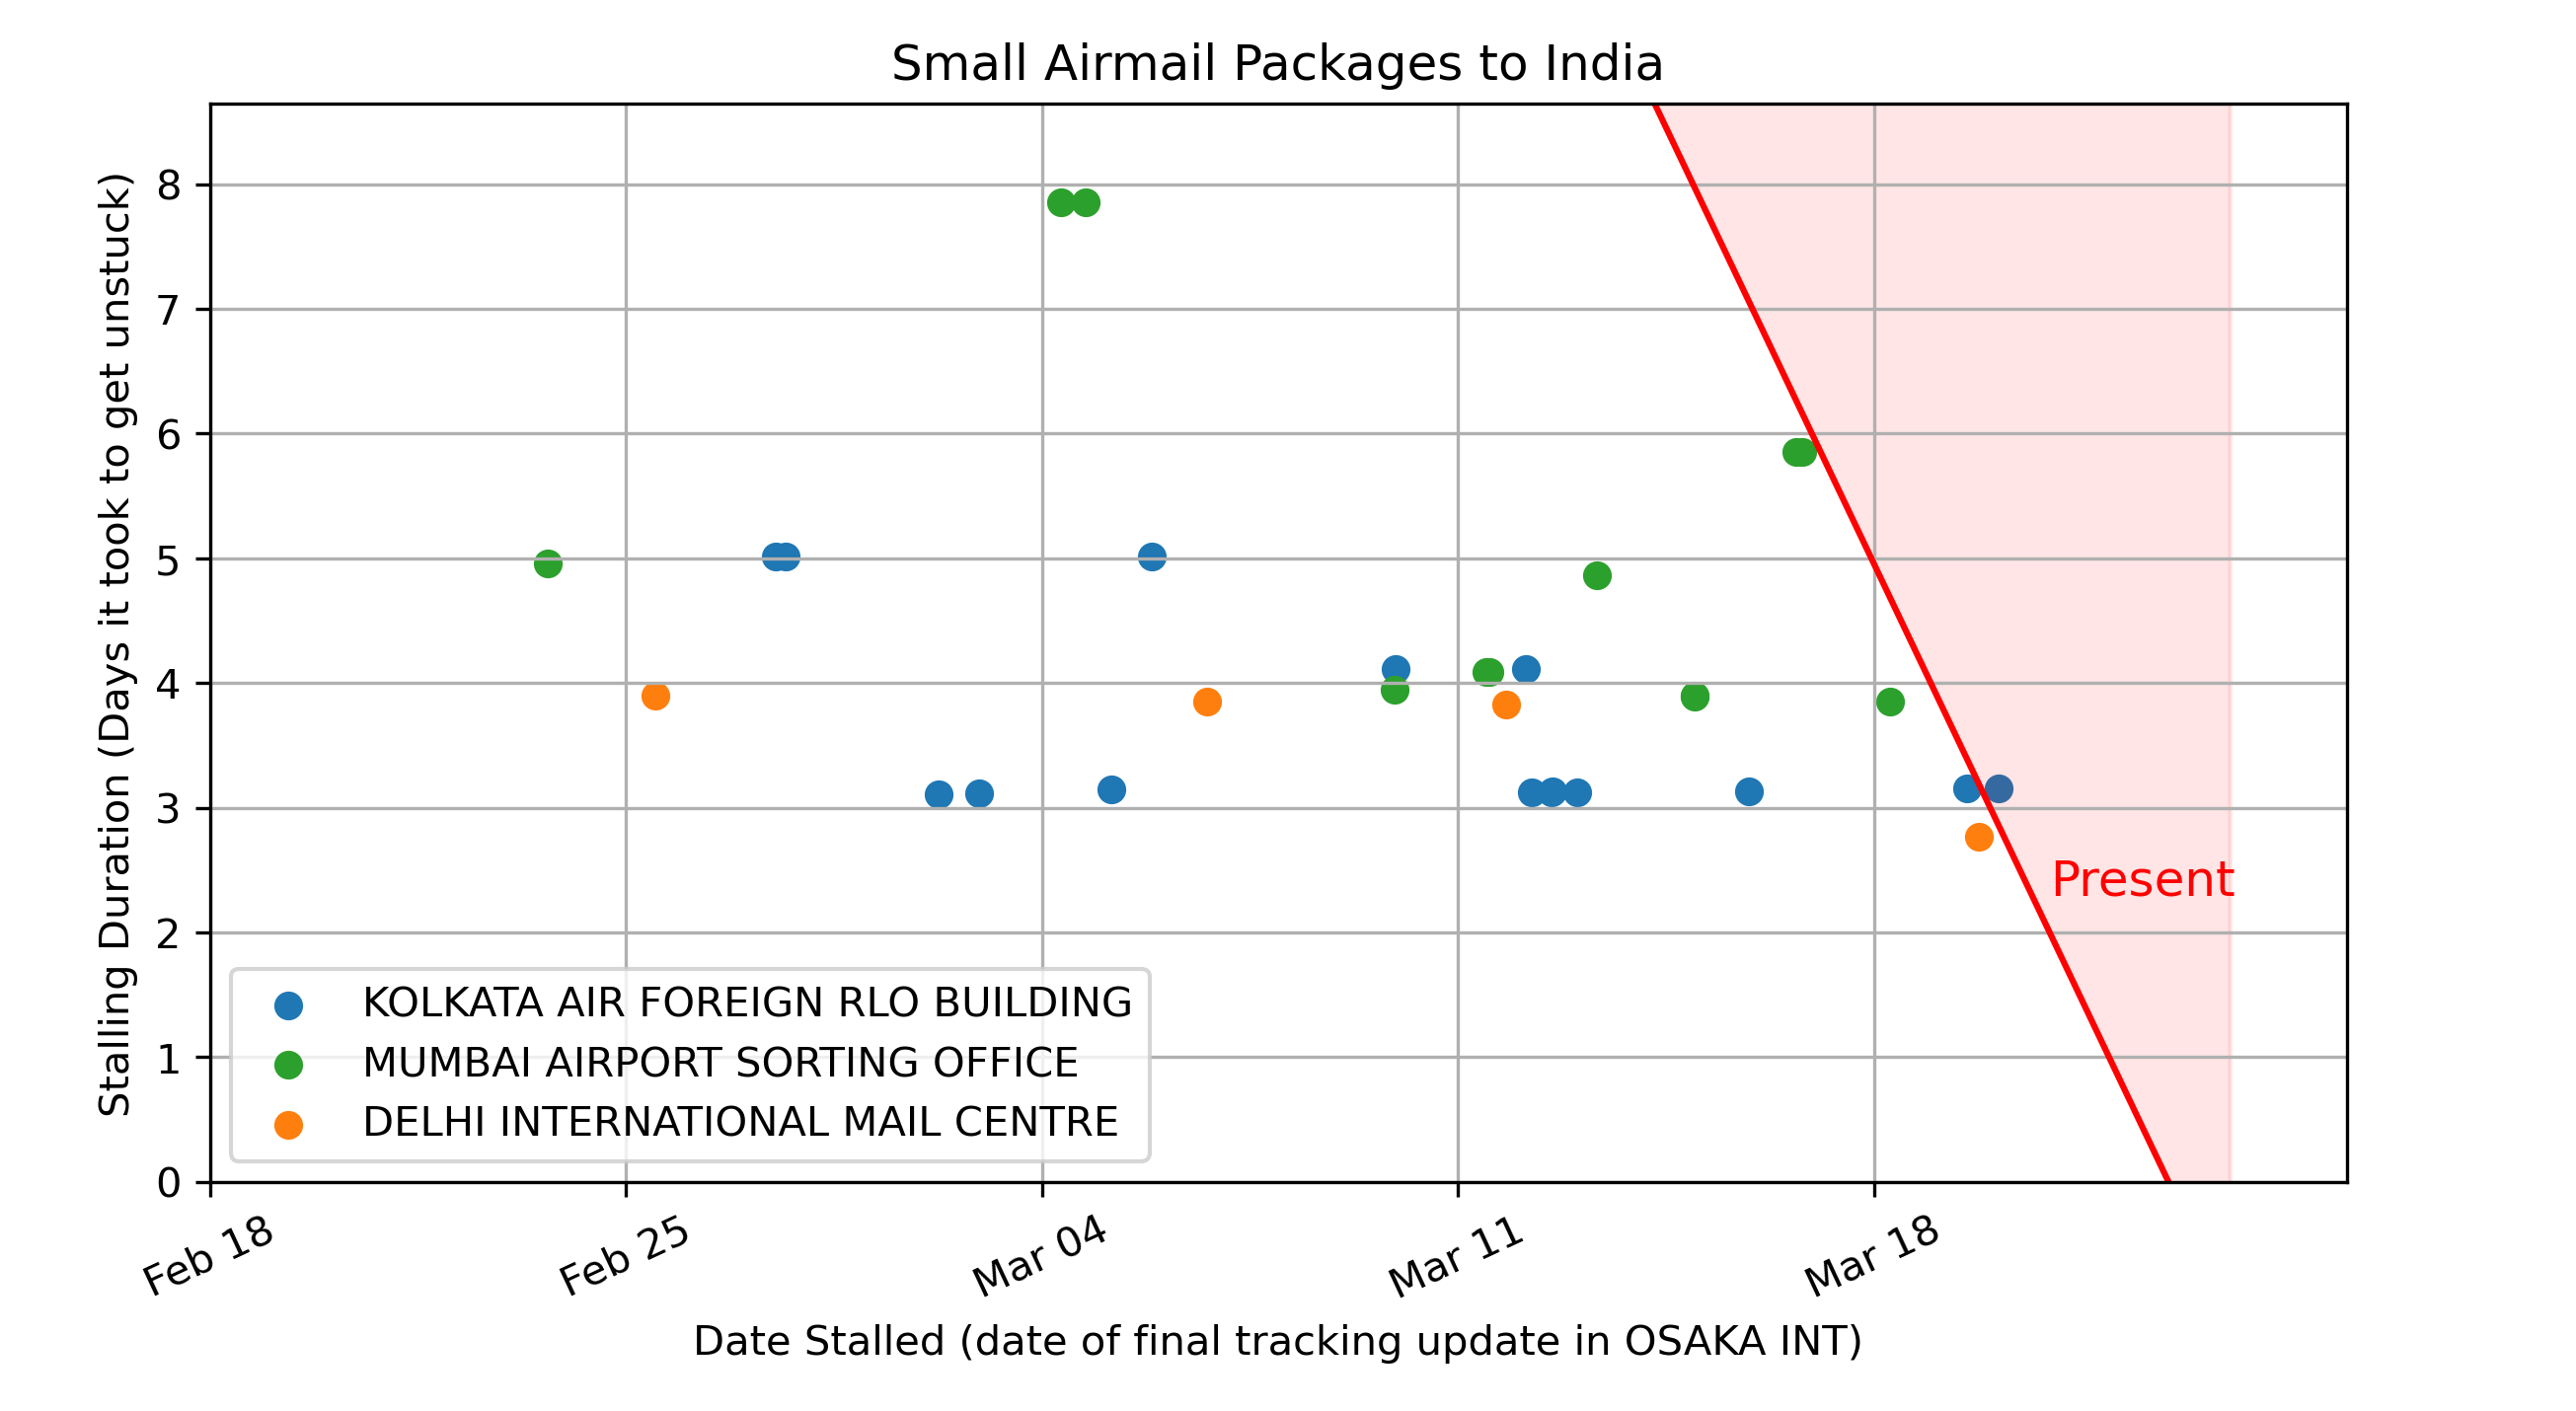 Small Airmail Packages to India
Stalling Duration (Days it took to get unstuck)
8
7
6
5
4
3
2
1
0
Present
KOLKATA AIR FOREIGN RLO BUILDING
MUMBAI AIRPORT SORTING OFFICE
DELHI INTERNATIONAL MAIL CENTRE
Feb 18
Feb 25
Mar 04
Mar 11
Mar 18
Date Stalled (date of final tracking update in OSAKA INT)